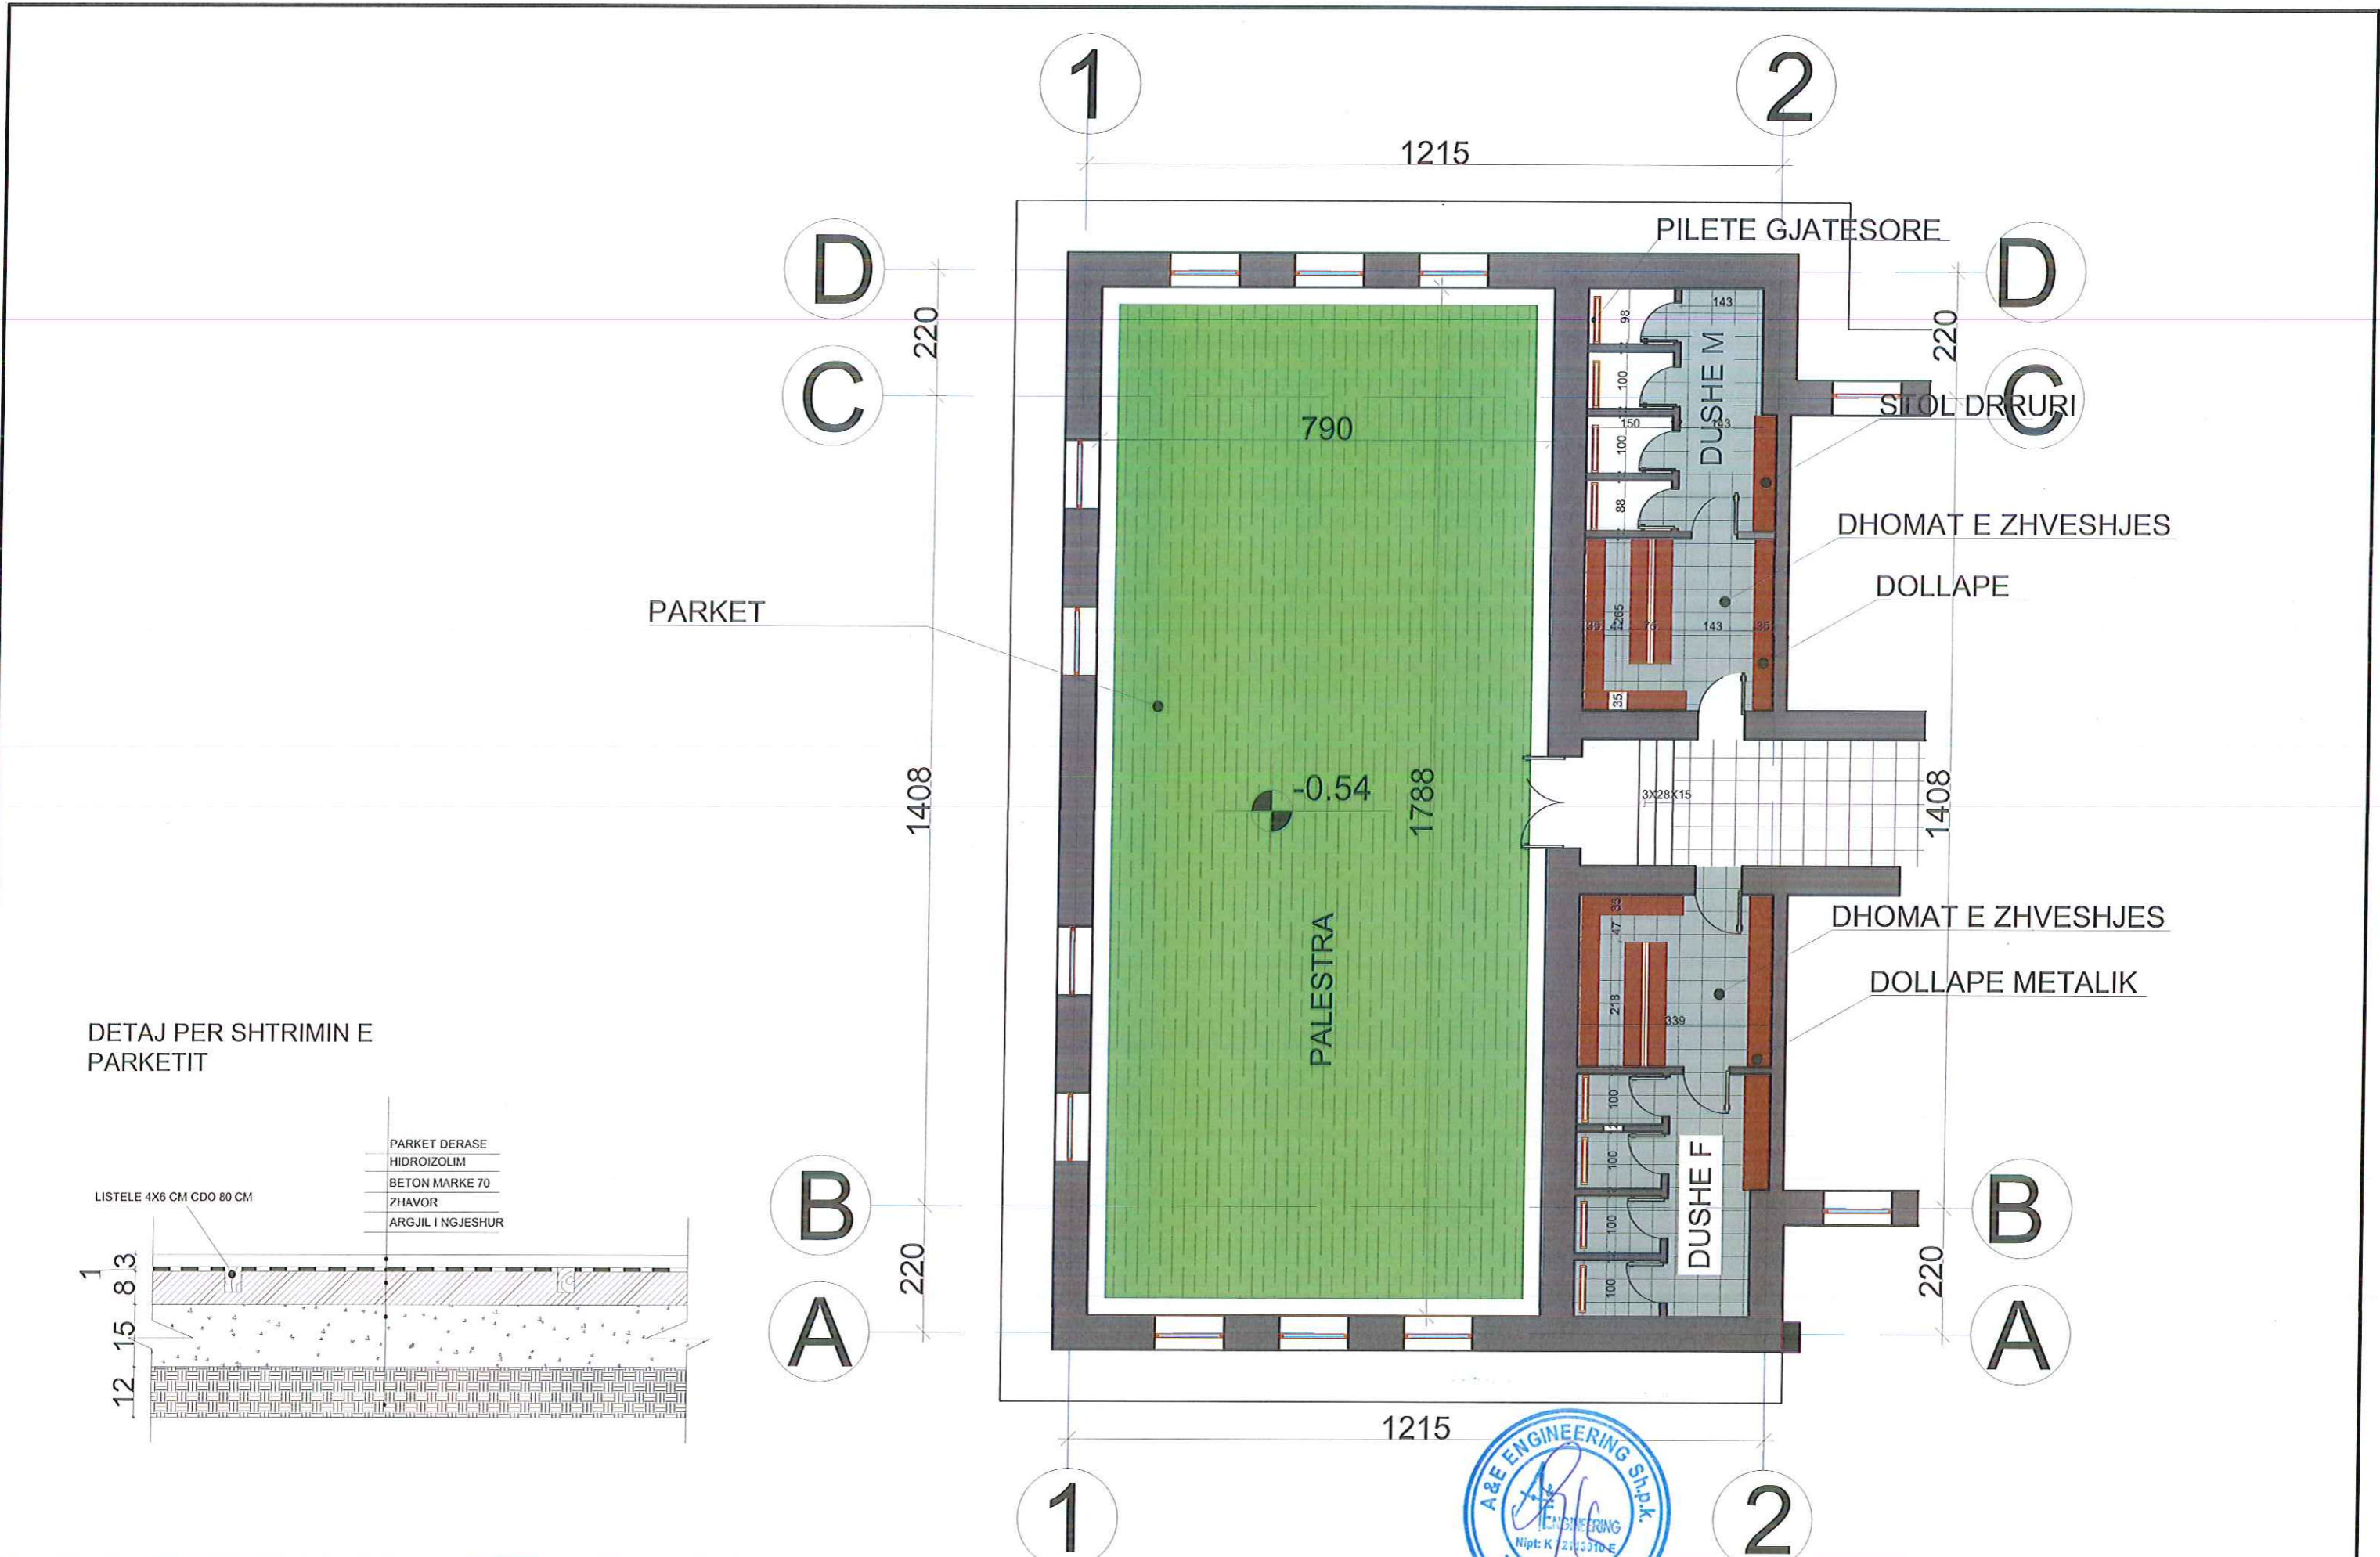 1
2
1215
PILETE GJATESORE
D
D
220
220
C
C
STOL DRRURI
98
143
100
150
143
100
88
DUSHE M
790
DHOMAT E ZHVESHJES
DOLLAPE
PARKET
265
75
143
35
35
1408
-0.54
1788
3X28X15
1408
PALESTRA
35
47
218
339
DHOMAT E ZHVESHJES
DOLLAPE METALIK
100
2
100
100
100
DUSHE F
DETAJ PER SHTRIMIN E
PARKETIT
PARKET DERASE
HIDROIZOLIM
BETON MARKE 70
ZHAVOR
ARGJIL I NGJESHUR
LISTELE 4X6 CM CDO 80 CM
1
3
8
15
12
B
B
220
220
A
A
1215
1
2
A&E ENGINEERING Sh.p.k.
ENGINEERING